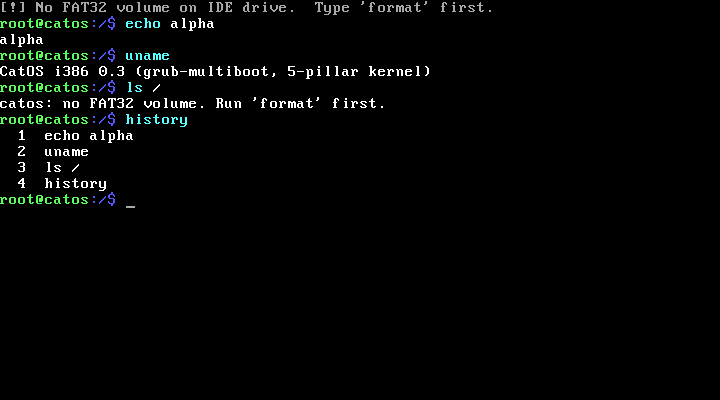 [!] No FAT32 volume on IDE drive.  Type 'format' first.
root@catos:/$ echo alpha
alpha
root@catos:/$ uname
CatOS i386 0.3 (grub-multiboot, 5-pillar kernel)
root@catos:/$ ls /
catos: no FAT32 volume. Run 'format' first.
root@catos:/$ history
  1  echo alpha
  2  uname
  3  ls /
  4  history
root@catos:/$ _